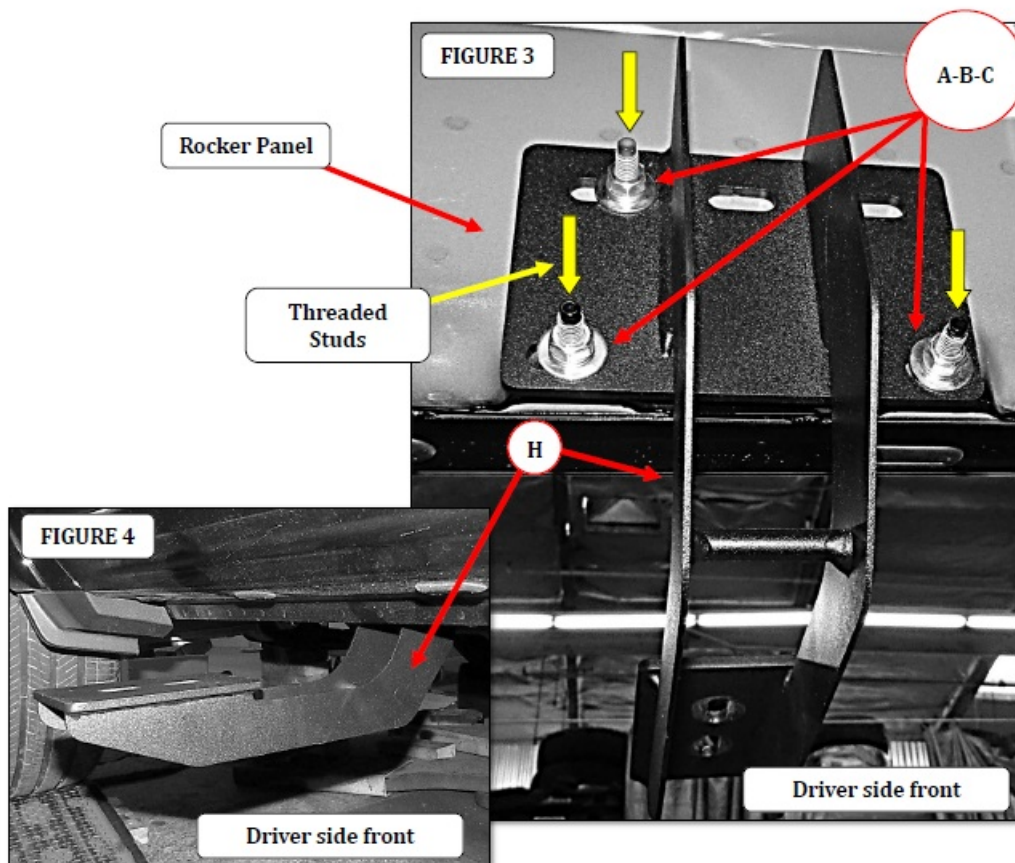 FIGURE 3
A-B-C
Rocker Panel
Threaded
Studs
H
FIGURE 4
Driver side front
Driver side front